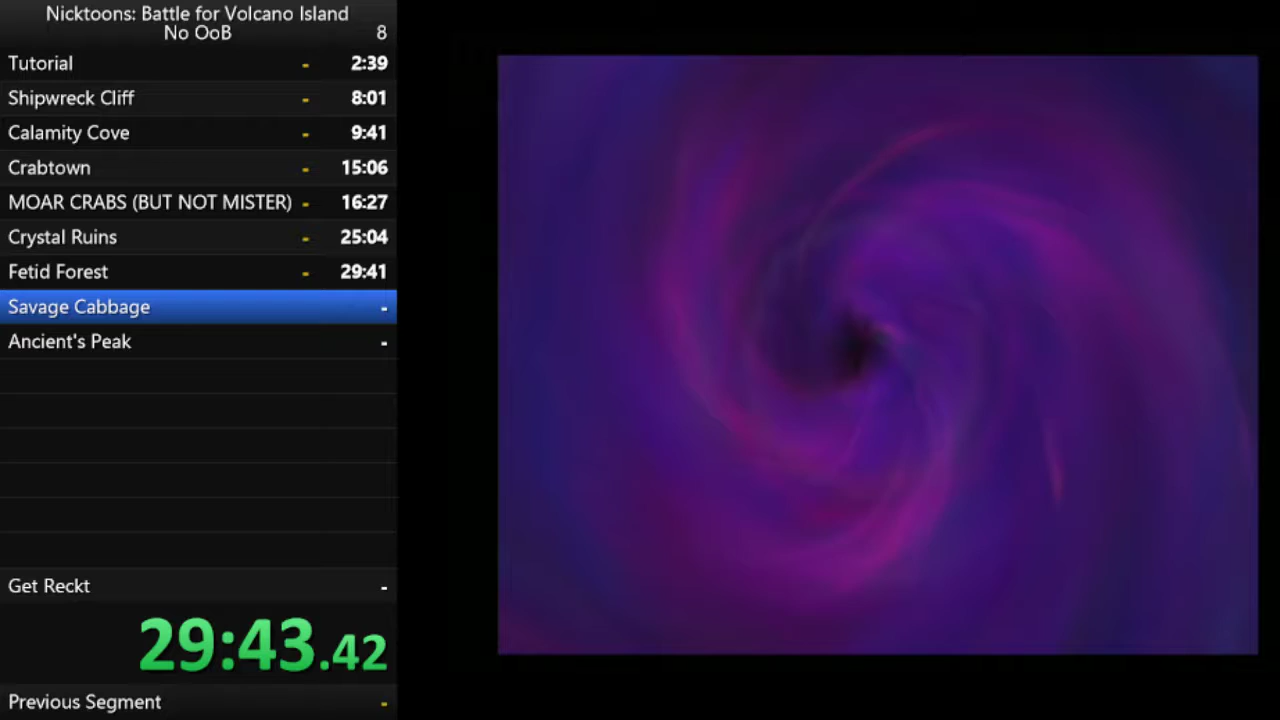 Nicktoons: Battle for Volcano Island
No OoB 8
Tutorial - 2:39
Shipwreck Cliff - 8:01
Calamity Cove - 9:41
Crabtown - 15:06
MOAR CRABS (BUT NOT MISTER) - 16:27
Crystal Ruins - 25:04
Fetid Forest - 29:41
Savage Cabbage -
Ancient's Peak -
Get Reckt -
29:43.42
Previous Segment -